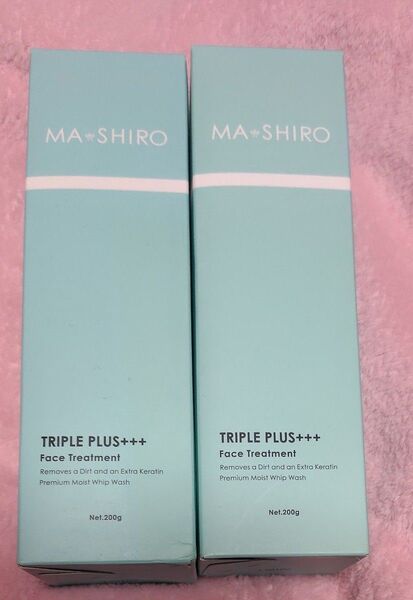 MA SHIRO
TRIPLE PLUS+++
Face Treatment
Removes a Dirt and an Extra Keratin
Premium Moist Whip Wash
Net.200g
MA SHIRO
TRIPLE PLUS+++
Face Treatment
Removes a Dirt and an Extra Keratin
Premium Moist Whip Wash
Net.200g